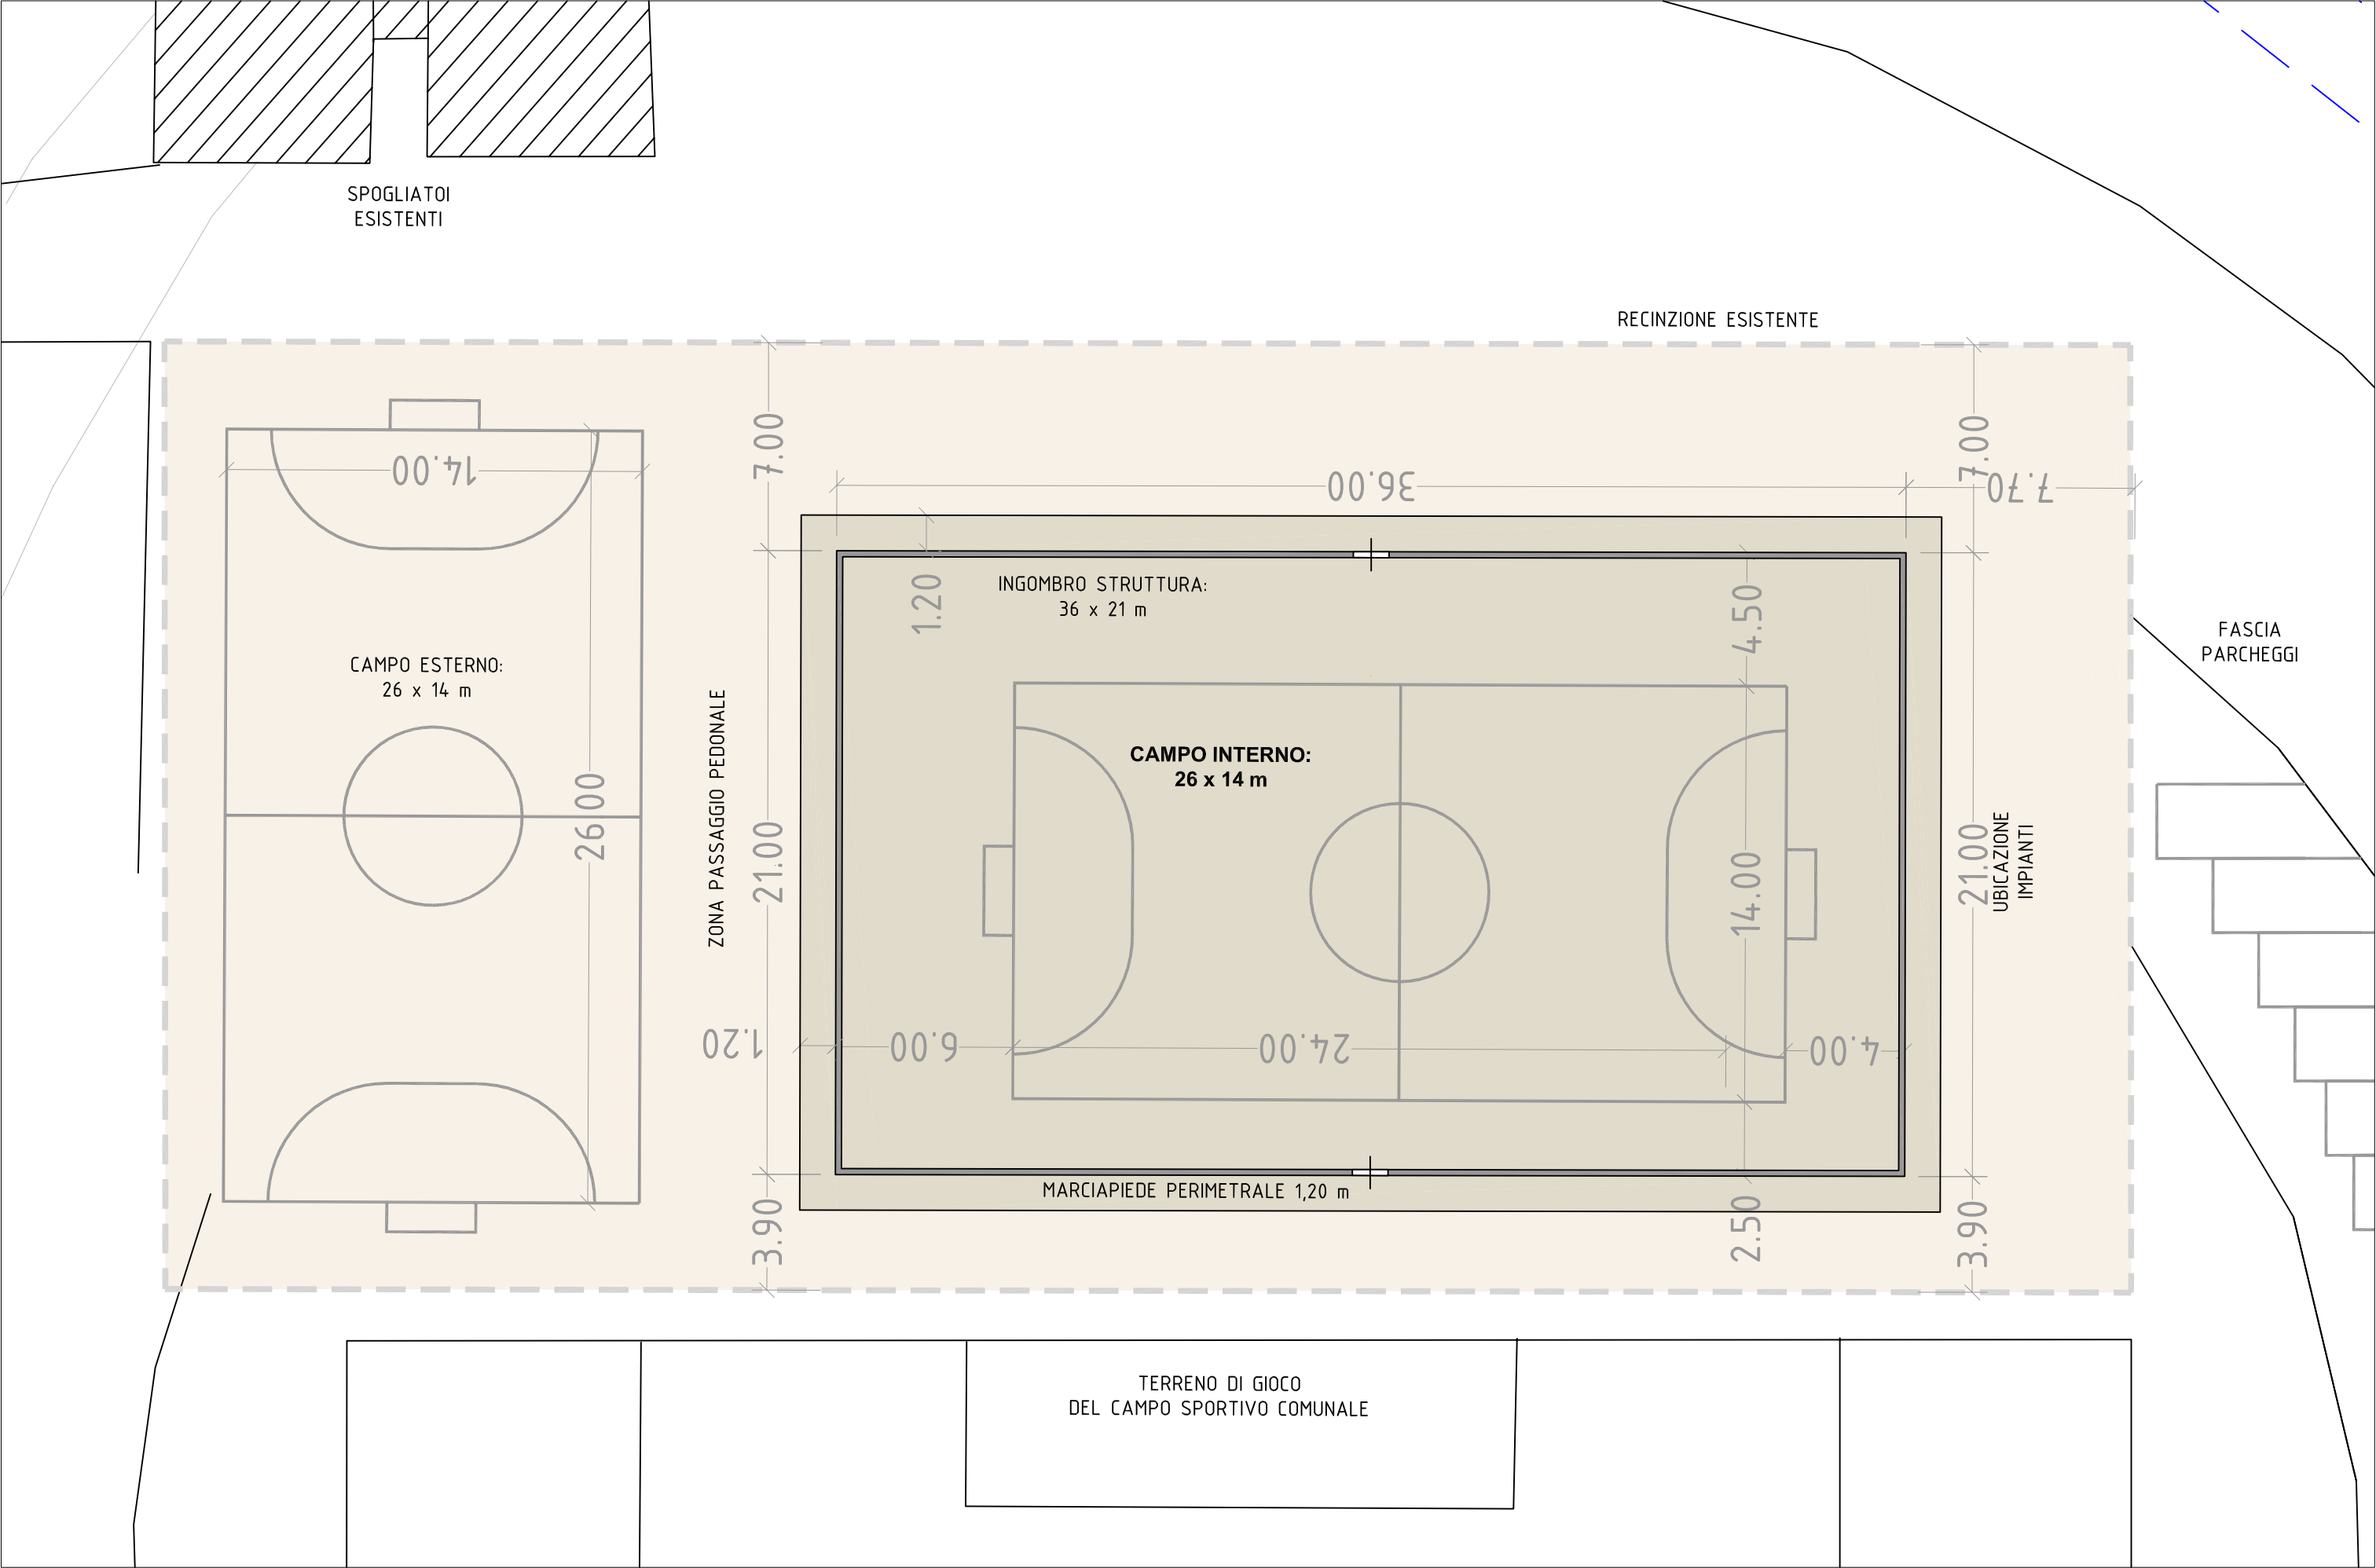 SPOGLIATOI
ESISTENTI
RECINZIONE ESISTENTE
7.00
7.00
14.00
36.00
7.70
INGOMBRO STRUTTURA:
36 x 21 m
1.20
4.50
FASCIA
PARCHEGGI
CAMPO ESTERNO:
26 x 14 m
26.00
ZONA PASSAGGIO PEDONALE
21.00
CAMPO INTERNO:
26 x 14 m
14.00
21.00
UBICAZIONE
IMPIANTI
1.20
6.00
24.00
4.00
MARCIAPIEDE PERIMETRALE 1,20 m
3.90
2.50
3.90
TERRENO DI GIOCO
DEL CAMPO SPORTIVO COMUNALE